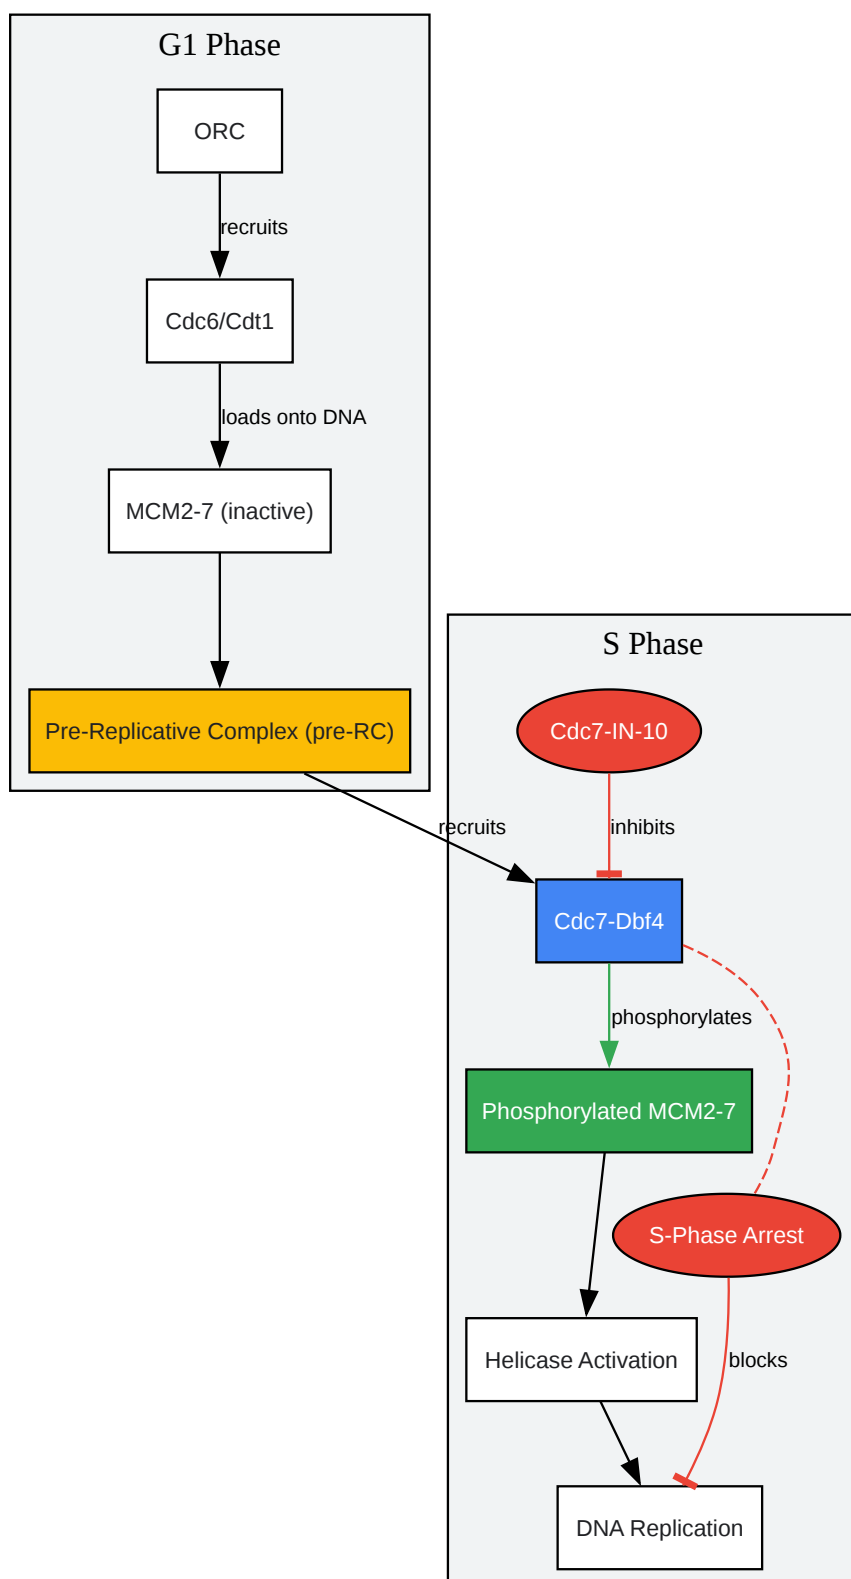 G1 Phase
ORC
recruits
Cdc6/Cdt1
loads onto DNA
MCM2-7 (inactive)
Pre-Replicative Complex (pre-RC)
S Phase
Cdc7-IN-10
recruits
inhibits
Cdc7-Dbf4
phosphorylates
Phosphorylated MCM2-7
S-Phase Arrest
Helicase Activation
blocks
DNA Replication